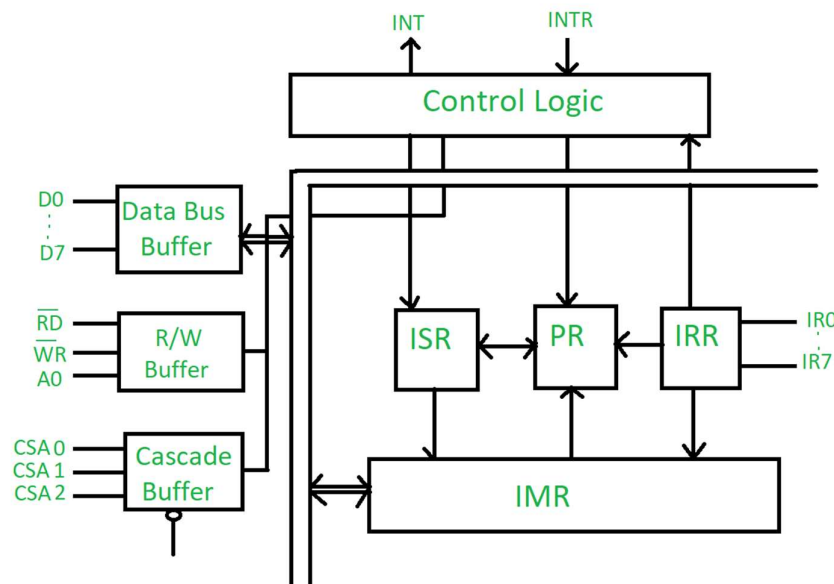 INT
INTR
Control Logic
D0
D7
Data Bus
Buffer
RD
WR
A0
R/W
Buffer
CSA 0
CSA 1
CSA 2
Cascade
Buffer
ISR
PR
IRR
IR0
IR7
IMR